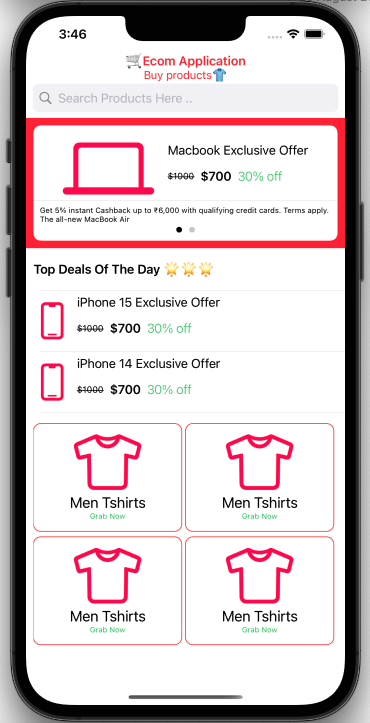 3:46
🛒Ecom Application
Buy products👕
Search Products Here ..
Macbook Exclusive Offer
$1000 $700 30% off
Get 5% instant Cashback up to ₹6,000 with qualifying credit cards. Terms apply.
The all-new MacBook Air
Top Deals Of The Day 🌟🌟🌟
iPhone 15 Exclusive Offer
$1000 $700 30% off
iPhone 14 Exclusive Offer
$1000 $700 30% off
Men Tshirts
Grab Now
Men Tshirts
Grab Now
Men Tshirts
Grab Now
Men Tshirts
Grab Now